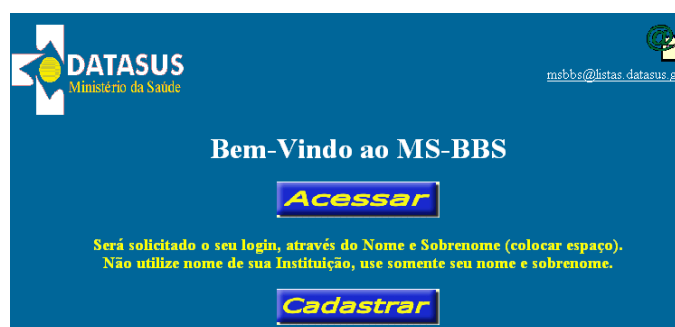 DATASUS
Ministério da Saúde
msbbs@listas.datasus.g
Bem-Vindo ao MS-BBS
Acessar
Será solicitado o seu login, através do Nome e Sobrenome (colocar espaço).
Não utilize nome de sua Instituição, use somente seu nome e sobrenome.
Cadastrar